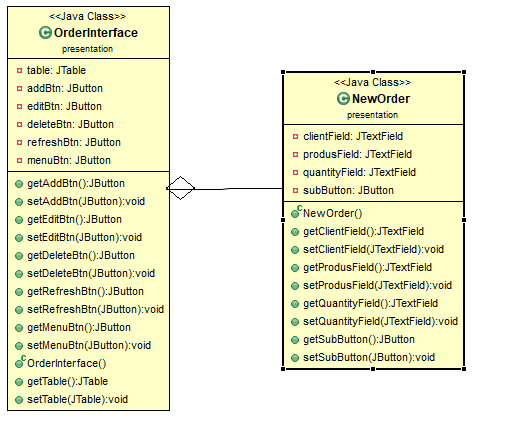 <<Java Class>>
OrderInterface
presentation
table: JTable
addBtn: JButton
editBtn: JButton
deleteBtn: JButton
refreshBtn: JButton
menuBtn: JButton
getAddBtn():JButton
setAddBtn(JButton):void
getEditBtn():JButton
setEditBtn(JButton):void
getDeleteBtn():JButton
setDeleteBtn(JButton):void
getRefreshBtn():JButton
setRefreshBtn(JButton):void
getMenuBtn():JButton
setMenuBtn(JButton):void
OrderInterface()
getTable():JTable
setTable(JTable):void
<<Java Class>>
NewOrder
presentation
clientField: JTextField
produsField: JTextField
quantityField: JTextField
subButton: JButton
NewOrder()
getClientField():JTextField
setClientField(JTextField):void
getProdusField():JTextField
setProdusField(JTextField):void
getQuantityField():JTextField
setQuantityField(JTextField):void
getSubButton():JButton
setSubButton(JButton):void